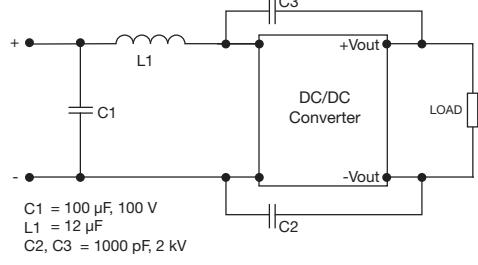 C3
+
+Vout
L1
DC/DC
Converter
C1
LOAD
-
-Vout
C2
C1 = 100 µF, 100 V
L1 = 12 µF
C2, C3 = 1000 pF, 2 kV